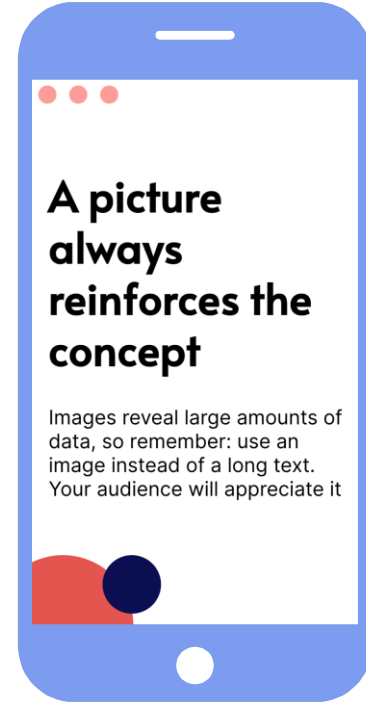 A picture
always
reinforces the
concept
Images reveal large amounts of
data, so remember: use an
image instead of a long text.
Your audience will appreciate it